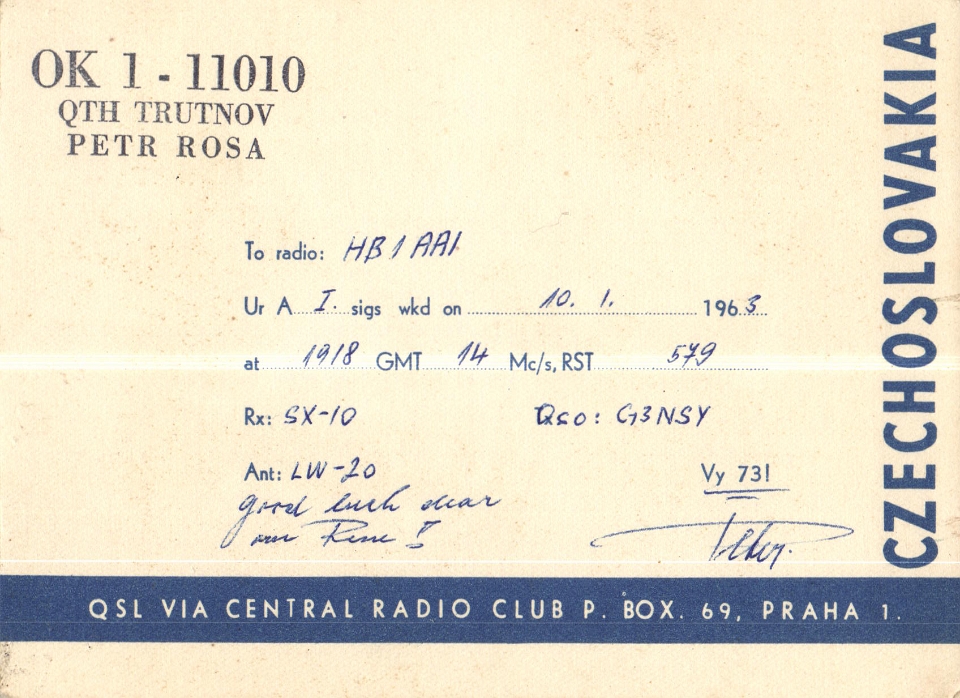 OK 1 - 11010
QTH TRUTNOV
PETR ROSA
CZECHOSLOVAKIA
To radio: HB1AAI
Ur A I. sigs wkd on 10. 1. 1963
at 1918 GMT 14 Mc/s, RST 579
Rx: SX-10 Qso: G3NSY
Ant: LW-20 Vy 73!
good luck dear
om Rene !
QSL VIA CENTRAL RADIO CLUB P. BOX. 69, PRAHA 1.